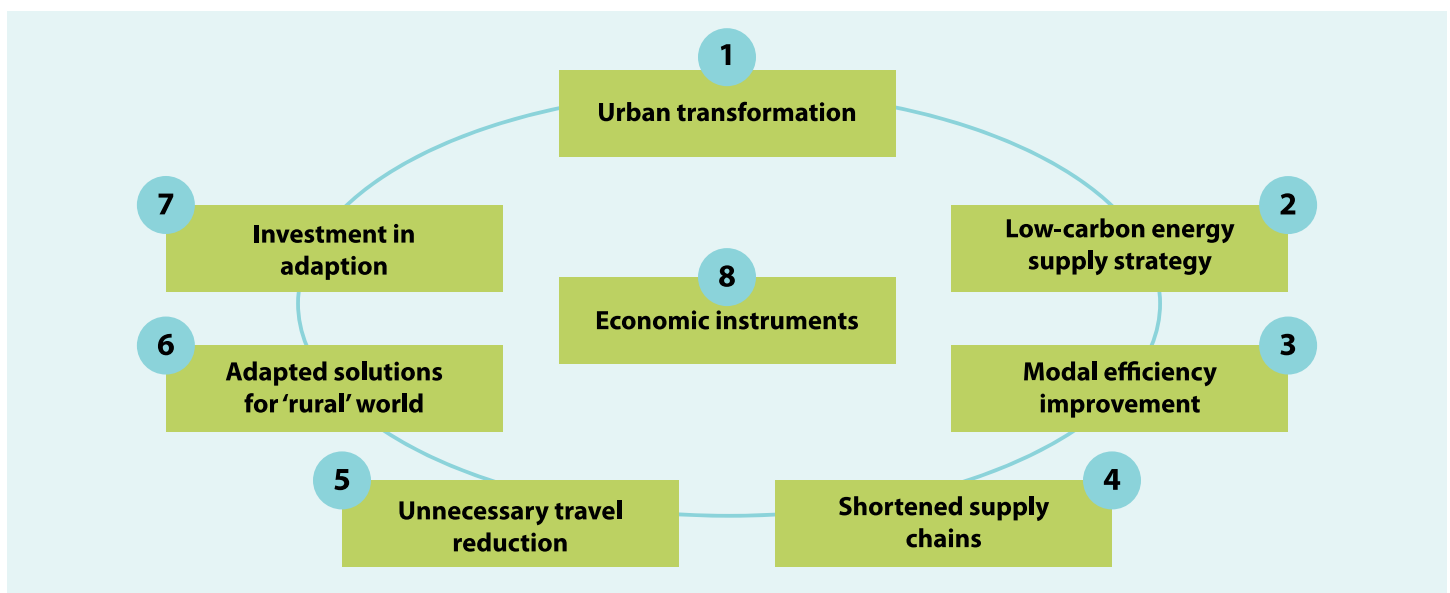 1
Urban transformation
2
Low-carbon energy
supply strategy
3
Modal efficiency
improvement
4
Shortened supply
chains
5
Unnecessary travel
reduction
6
Adapted solutions
for ‘rural’ world
7
Investment in
adaption
8
Economic instruments